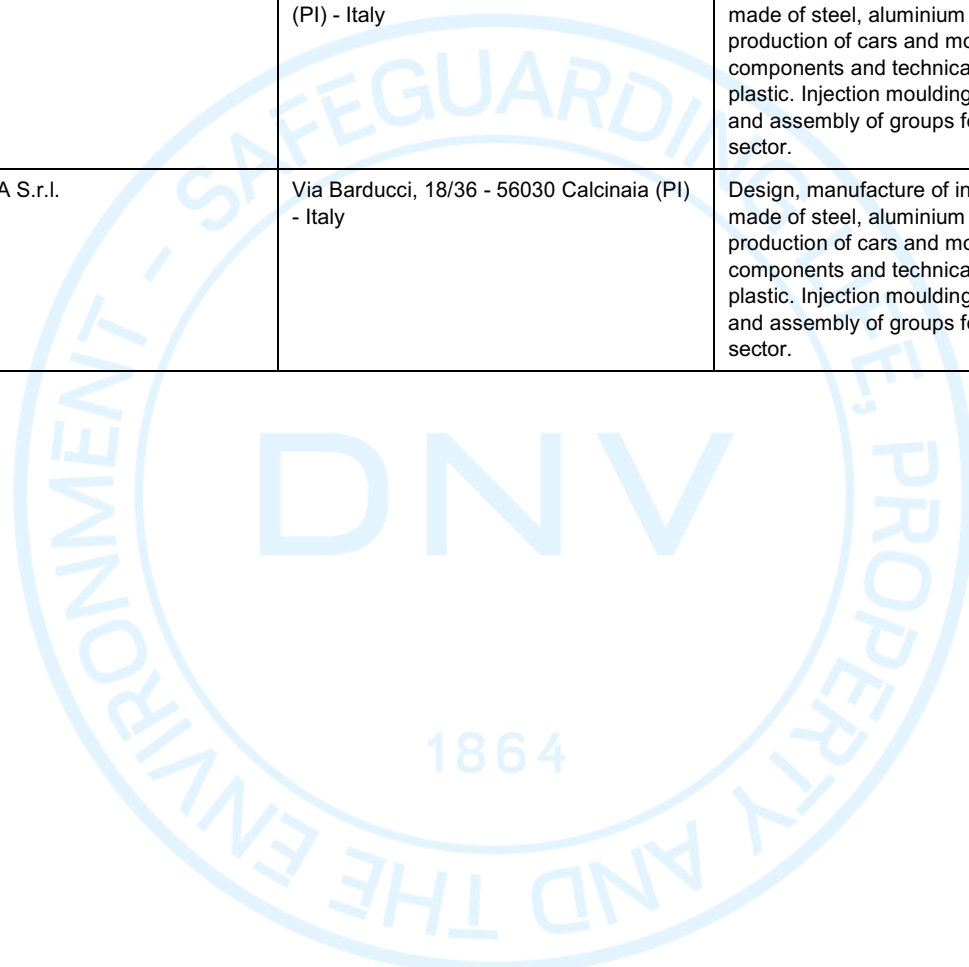 (PI) - Italy
made of steel, aluminium
production of cars and mo
components and technica
plastic. Injection moulding
and assembly of groups fo
sector.
A S.r.l.
Via Barducci, 18/36 - 56030 Calcinaia (PI)
- Italy
Design, manufacture of in
made of steel, aluminium
production of cars and mo
components and technica
plastic. Injection moulding
and assembly of groups fo
sector.
SAFEGUARDING LIFE, PROPERTY AND THE ENVIRONMENT -
DNV
1864